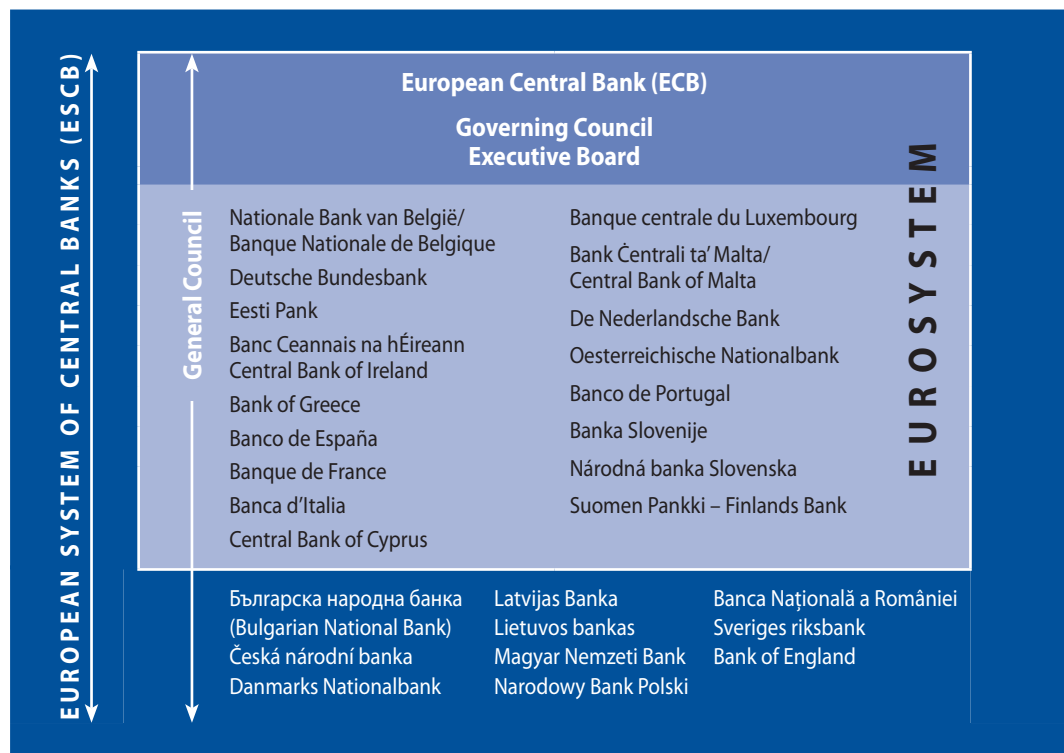 EUROPEAN SYSTEM OF CENTRAL BANKS (ESCB)
General Council
European Central Bank (ECB)
Governing Council
Executive Board
EUROSYSTEM
Nationale Bank van België/
Banque Nationale de Belgique
Deutsche Bundesbank
Eesti Pank
Banc Ceannais na hÉireann
Central Bank of Ireland
Bank of Greece
Banco de España
Banque de France
Banca d’Italia
Central Bank of Cyprus
Banque centrale du Luxembourg
Bank Ċentrali ta’ Malta/
Central Bank of Malta
De Nederlandsche Bank
Oesterreichische Nationalbank
Banco de Portugal
Banka Slovenije
Národná banka Slovenska
Suomen Pankki – Finlands Bank
Българска народна банка
(Bulgarian National Bank)
Česká národní banka
Danmarks Nationalbank
Latvijas Banka
Lietuvos bankas
Magyar Nemzeti Bank
Narodowy Bank Polski
Banca Națională a României
Sveriges riksbank
Bank of England